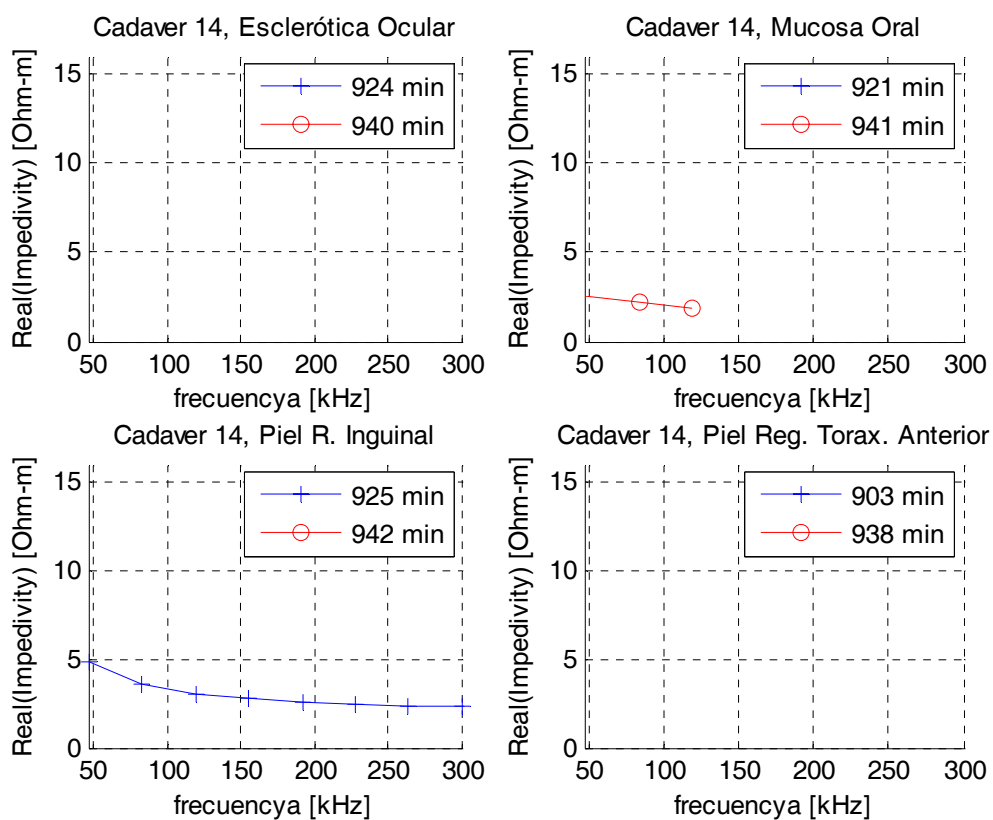 Cadaver 14, Esclerótica Ocular
Real(Impedivity) [Ohm-m]
15
10
5
0
924 min
940 min
50 100 150 200 250 300
frecuencya [kHz]
Cadaver 14, Mucosa Oral
Real(Impedivity) [Ohm-m]
15
10
5
0
921 min
941 min
50 100 150 200 250 300
frecuencya [kHz]
Cadaver 14, Piel R. Inguinal
Real(Impedivity) [Ohm-m]
15
10
5
0
925 min
942 min
50 100 150 200 250 300
frecuencya [kHz]
Cadaver 14, Piel Reg. Torax. Anterior
Real(Impedivity) [Ohm-m]
15
10
5
0
903 min
938 min
50 100 150 200 250 300
frecuencya [kHz]